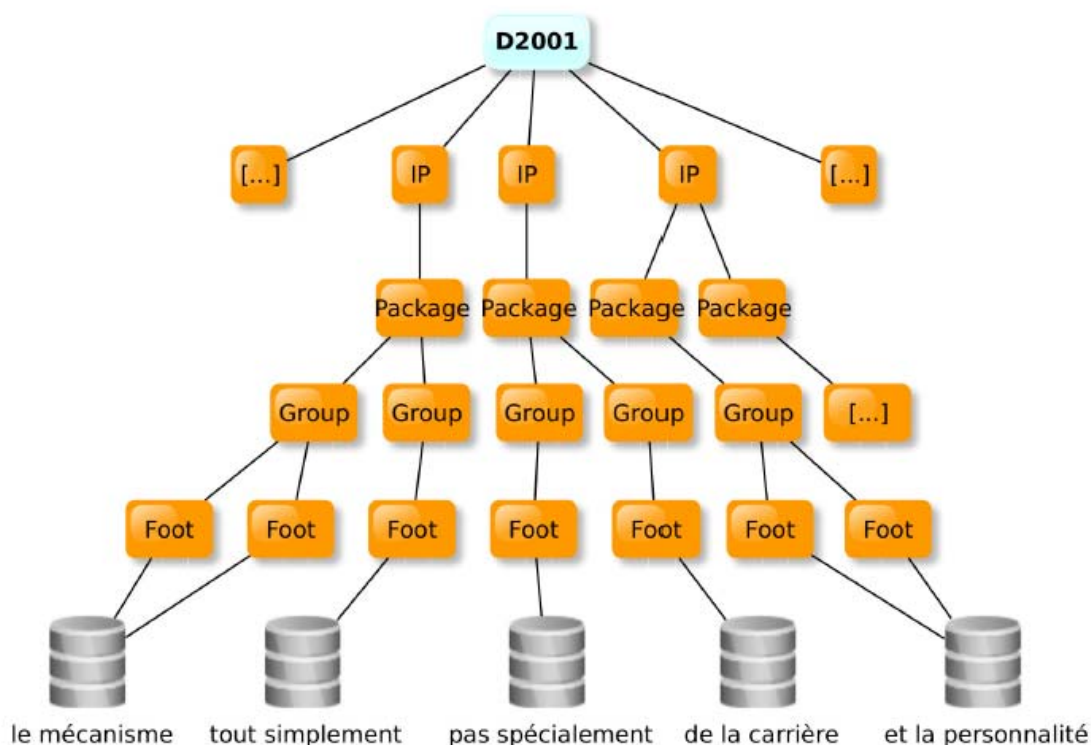 D2001
[...] IP IP IP [...]
Package Package Package Package
Group Group Group Group Group [...]
Foot Foot Foot Foot Foot Foot Foot
le mécanisme tout simplement pas spécialement de la carrière et la personnalité